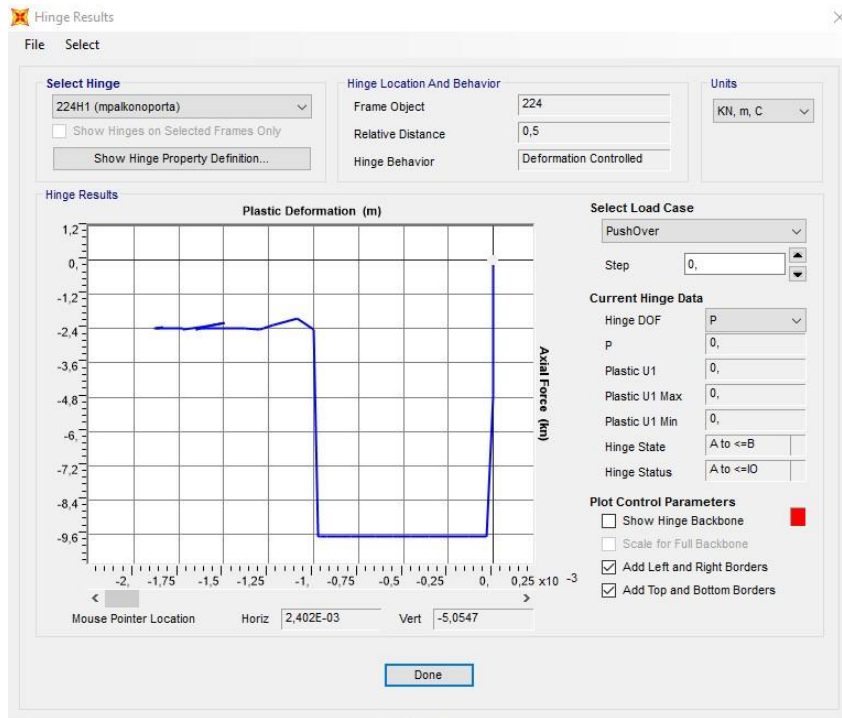 Hinge Results
File Select
Select Hinge
224H1 (mpalkonoporta)
Show Hinges on Selected Frames Only
Show Hinge Property Definition...
Hinge Location And Behavior
Frame Object 224
Relative Distance 0,5
Hinge Behavior Deformation Controlled
Units
KN, m, C
Hinge Results
Plastic Deformation (m)
1,2
0,
-1,2
-2,4
-3,6
-4,8
-6,
-7,2
-8,4
-9,6
Axial Force (km)
-2, -1,75 -1,5 -1,25 -1, -0,75 -0,5 -0,25 0, 0,25 x10 -3
Mouse Pointer Location Horiz 2,402E-03 Vert -5,0547
Select Load Case
PushOver
Step 0,
Current Hinge Data
Hinge DOF P
P 0,
Plastic U1 0,
Plastic U1 Max 0,
Plastic U1 Min 0,
Hinge State A to <=B
Hinge Status A to <=IO
Plot Control Parameters
Show Hinge Backbone
Scale for Full Backbone
Add Left and Right Borders
Add Top and Bottom Borders
Done